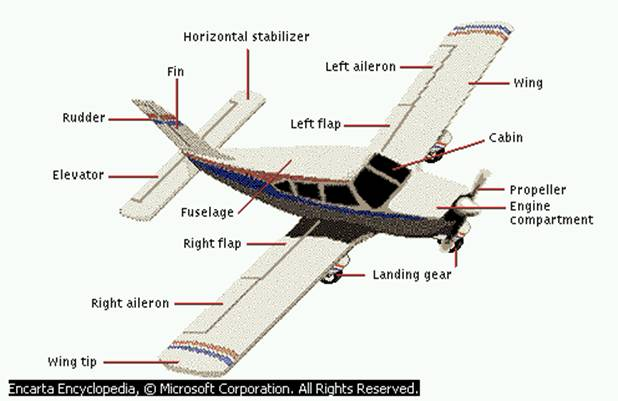 Horizontal stabilizer
Fin
Left aileron
Wing
Rudder
Left flap
Cabin
Elevator
Propeller
Fuselage
Engine
compartment
Right flap
Landing gear
Right aileron
Wing tip
Encarta Encyclopedia, © Microsoft Corporation. All Rights Reserved.